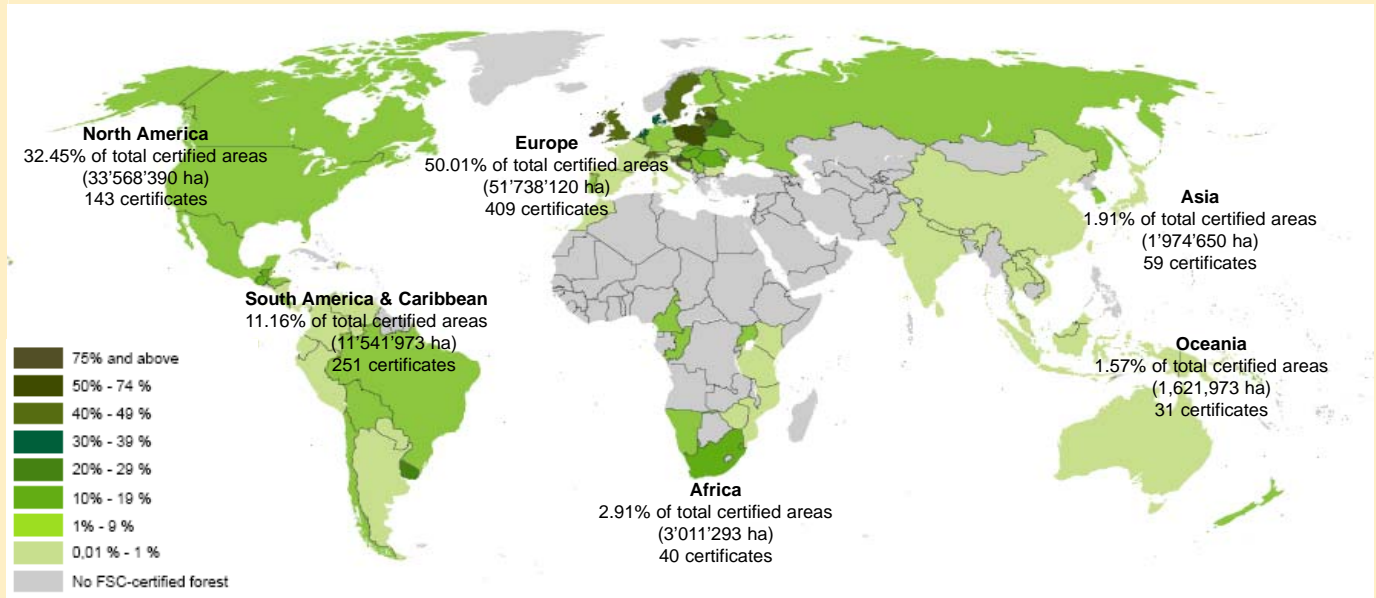 North America
32.45% of total certified areas
(33'568'390 ha)
143 certificates
Europe
50.01% of total certified areas
(51'738'120 ha)
409 certificates
Asia
1.91% of total certified areas
(1'974'650 ha)
59 certificates
South America & Caribbean
11.16% of total certified areas
(11'541'973 ha)
251 certificates
Oceania
1.57% of total certified areas
(1,621,973 ha)
31 certificates
Africa
2.91% of total certified areas
(3'011'293 ha)
40 certificates
75% and above
50% - 74 %
40% - 49 %
30% - 39 %
20% - 29 %
10% - 19 %
1% - 9 %
0,01 % - 1 %
No FSC-certified forest